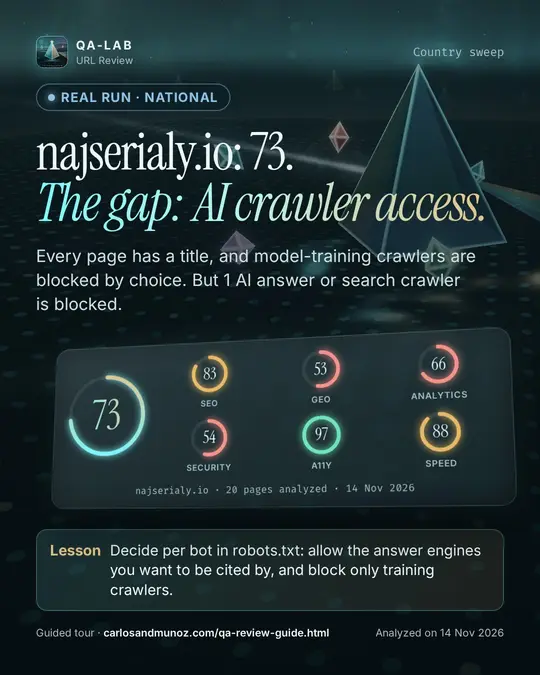 QA-LAB
URL Review
Country sweep
REAL RUN · NATIONAL
najserialy.io: 73.
The gap: AI crawler access.
Every page has a title, and model-training crawlers are
blocked by choice. But 1 AI answer or search crawler
is blocked.
73
83
SEO
53
GEO
66
ANALYTICS
54
SECURITY
97
A11Y
88
SPEED
najserialy.io · 20 pages analyzed · 14 Nov 2026
Lesson
Decide per bot in robots.txt: allow the answer engines
you want to be cited by, and block only training
crawlers.
Guided tour · carlosandmunoz.com/qa-review-guide.html
Analyzed on 14 Nov 2026